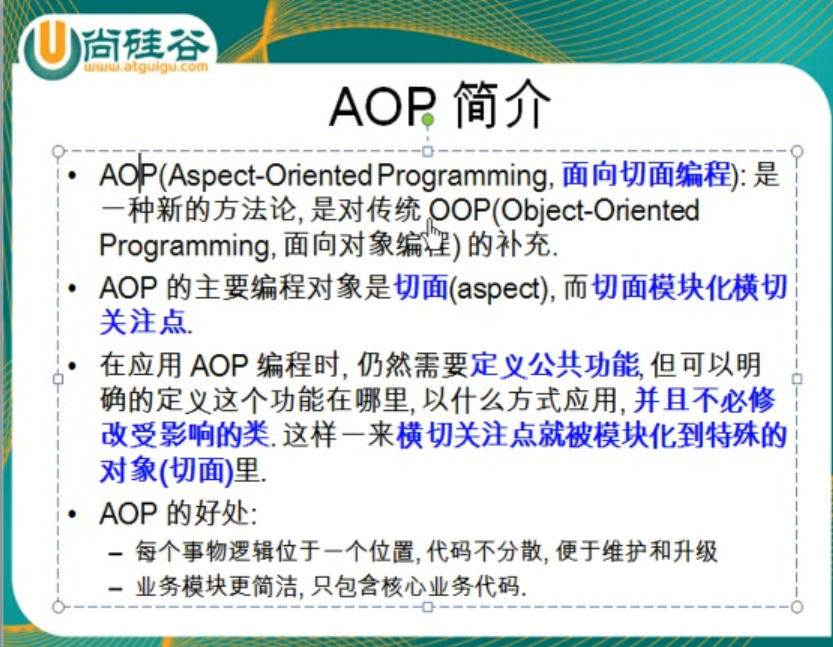 尚硅谷
www.atguigu.com
AOP 简介
• AOP(Aspect-Oriented Programming, 面向切面编程): 是
一种新的方法论, 是对传统 OOP(Object-Oriented
Programming, 面向对象编程) 的补充.
• AOP 的主要编程对象是切面(aspect), 而切面模块化横切
关注点.
• 在应用 AOP 编程时, 仍然需要定义公共功能, 但可以明
确的定义这个功能在哪里, 以什么方式应用, 并且不必修
改受影响的类. 这样一来横切关注点就被模块化到特殊的
对象(切面)里.
• AOP 的好处:
– 每个事物逻辑位于一个位置, 代码不分散, 便于维护和升级
– 业务模块更简洁, 只包含核心业务代码.